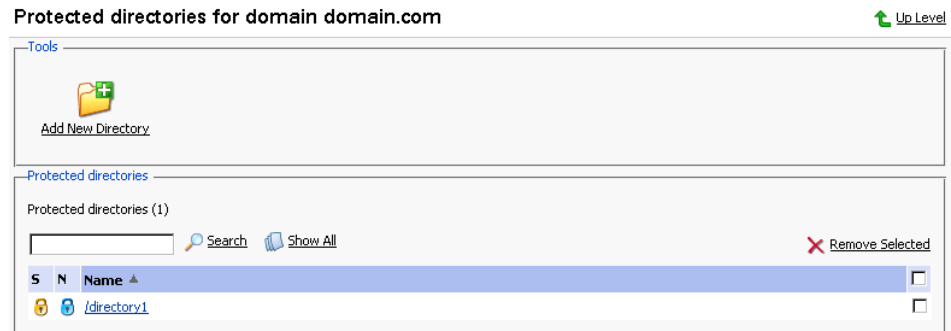 Protected directories for domain domain.com
Up Level
Tools
Add New Directory
Protected directories
Protected directories (1)
Search Show All Remove Selected
S N Name
/directory1